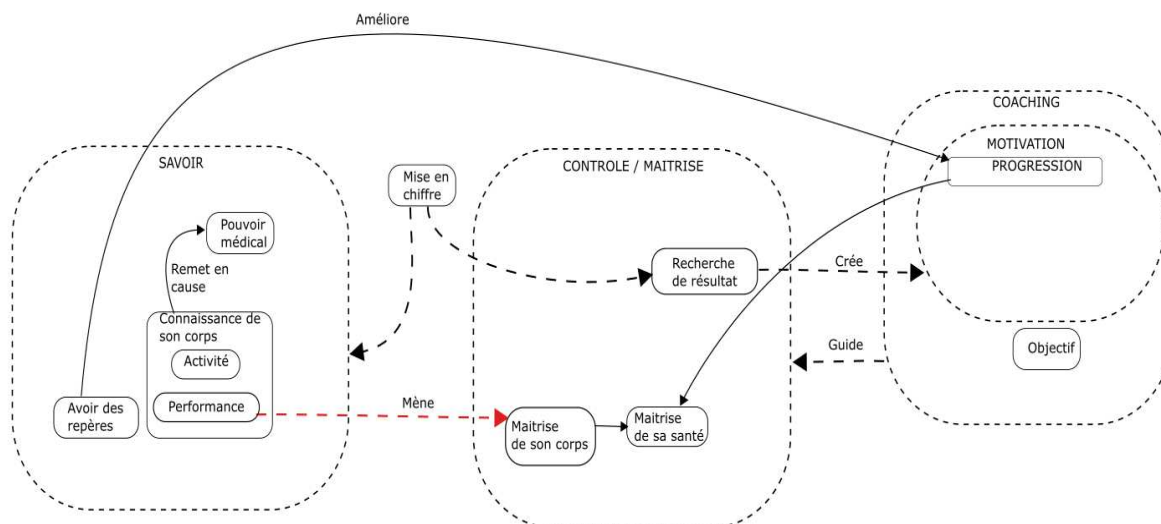 Améliore
COACHING
MOTIVATION
PROGRESSION
SAVOIR
Mise en
chiffre
CONTROLE / MAITRISE
Pouvoir
médical
Remet en
cause
Recherche
de résultat
Crée
Connaissance de
son corps
Activité
Performance
Avoir des
repères
Mène
Maitrise
de son corps
Maitrise
de sa santé
Guide
Objectif